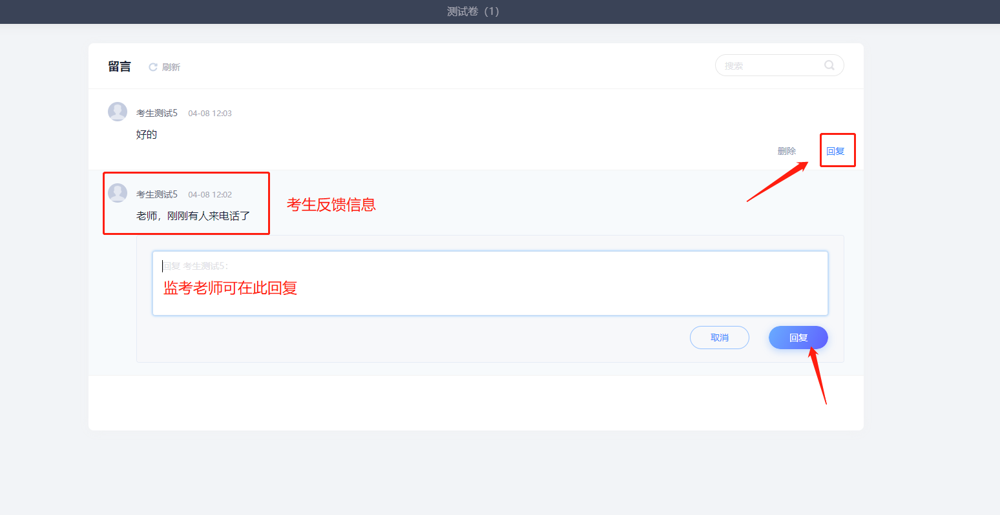 测试卷（1）
留言 刷新 搜索
考生测试5 04-08 12:03
好的
删除 回复
考生测试5 04-08 12:02
老师，刚刚有人来电话了
考生反馈信息
回复 考生测试5：
监考老师可在此回复
取消 回复